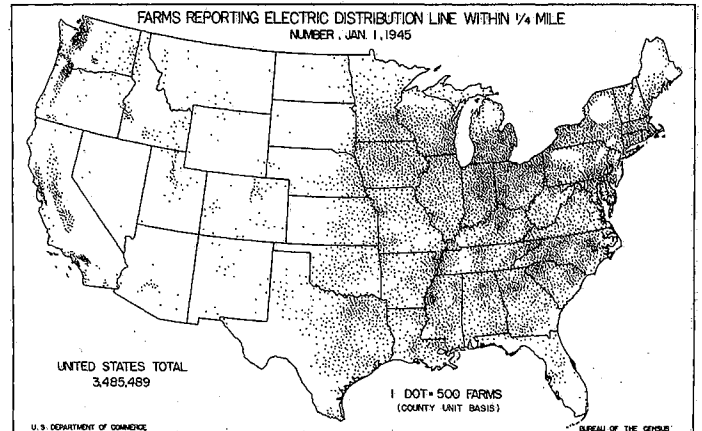 FARMS REPORTING ELECTRIC DISTRIBUTION LINE WITHIN 1/4 MILE
NUMBER, JAN. 1, 1945
UNITED STATES TOTAL
3,485,489
1 DOT = 500 FARMS
(COUNTY UNIT BASIS)
U. S. DEPARTMENT OF COMMERCE
BUREAU OF THE CENSUS